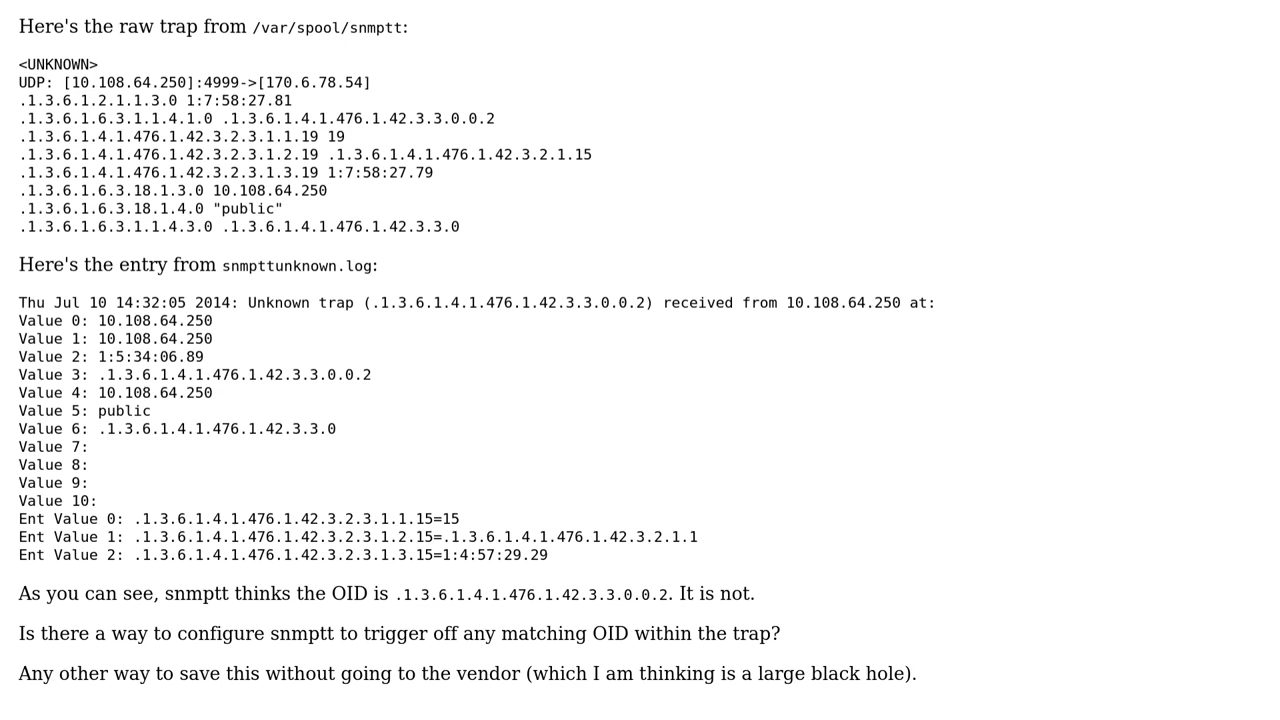 Here's the raw trap from /var/spool/snmptt:
<UNKNOWN>
UDP: [10.108.64.250]:4999->[170.6.78.54]
.1.3.6.1.2.1.1.3.0 1:7:58:27.81
.1.3.6.1.6.3.1.1.4.1.0 .1.3.6.1.4.1.476.1.42.3.3.0.0.2
.1.3.6.1.4.1.476.1.42.3.2.3.1.1.19 19
.1.3.6.1.4.1.476.1.42.3.2.3.1.2.19 .1.3.6.1.4.1.476.1.42.3.2.1.15
.1.3.6.1.4.1.476.1.42.3.2.3.1.3.19 1:7:58:27.79
.1.3.6.1.6.3.18.1.3.0 10.108.64.250
.1.3.6.1.6.3.18.1.4.0 "public"
.1.3.6.1.6.3.1.1.4.3.0 .1.3.6.1.4.1.476.1.42.3.3.0
Here's the entry from snmpttunknown.log:
Thu Jul 10 14:32:05 2014: Unknown trap (.1.3.6.1.4.1.476.1.42.3.3.0.0.2) received from 10.108.64.250 at:
Value 0: 10.108.64.250
Value 1: 10.108.64.250
Value 2: 1:5:34:06.89
Value 3: .1.3.6.1.4.1.476.1.42.3.3.0.0.2
Value 4: 10.108.64.250
Value 5: public
Value 6: .1.3.6.1.4.1.476.1.42.3.3.0
Value 7:
Value 8:
Value 9:
Value 10:
Ent Value 0: .1.3.6.1.4.1.476.1.42.3.2.3.1.1.15=15
Ent Value 1: .1.3.6.1.4.1.476.1.42.3.2.3.1.2.15=.1.3.6.1.4.1.476.1.42.3.2.1.1
Ent Value 2: .1.3.6.1.4.1.476.1.42.3.2.3.1.3.15=1:4:57:29.29
As you can see, snmptt thinks the OID is .1.3.6.1.4.1.476.1.42.3.3.0.0.2. It is not.
Is there a way to configure snmptt to trigger off any matching OID within the trap?
Any other way to save this without going to the vendor (which I am thinking is a large black hole).